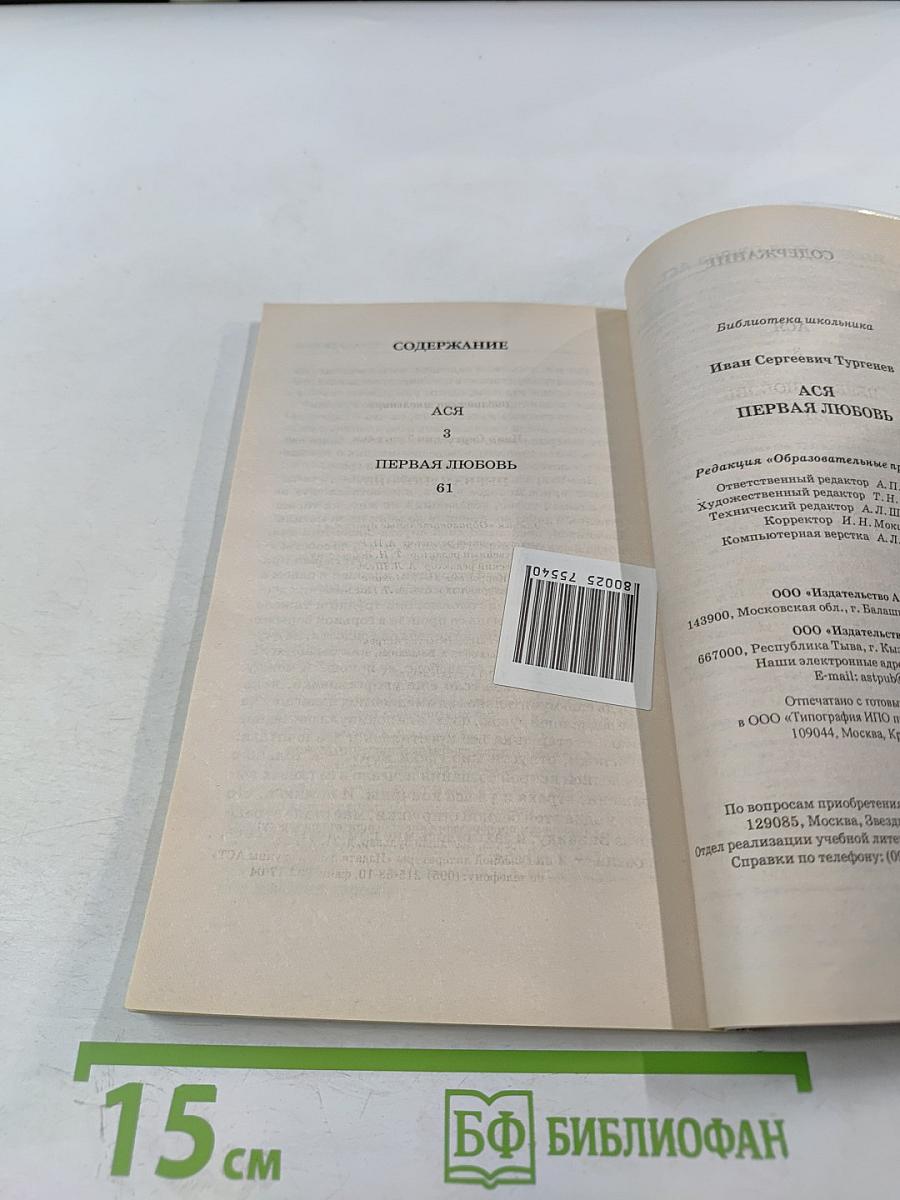 СОДЕРЖАНИЕ
АСЯ
3
ПЕРВАЯ ЛЮБОВЬ
61
80025 75540
Библиотека школьника
Иван Сергеевич Тургенев
АСЯ
ПЕРВАЯ ЛЮБОВЬ
Редакция «Образовательные
Ответственный редактор А.П.
Художественный редактор Т.Н.
Технический редактор А.Л.
Корректор И.Н.
Компьютерная верстка А.Л.
ООО «Издательство
143900, Московская обл., г.
ООО «Издательств
667000, Республика Тыва, г.
Наши электронные
E-mail: astpub@
Отпечатано с
в ООО «Типография ИПО
109044, Москва,
По вопросам приобретения
129085, Москва,
Отдел реализации учебной
Справки по телефону:
15 см
БФ БИБЛИОФАН